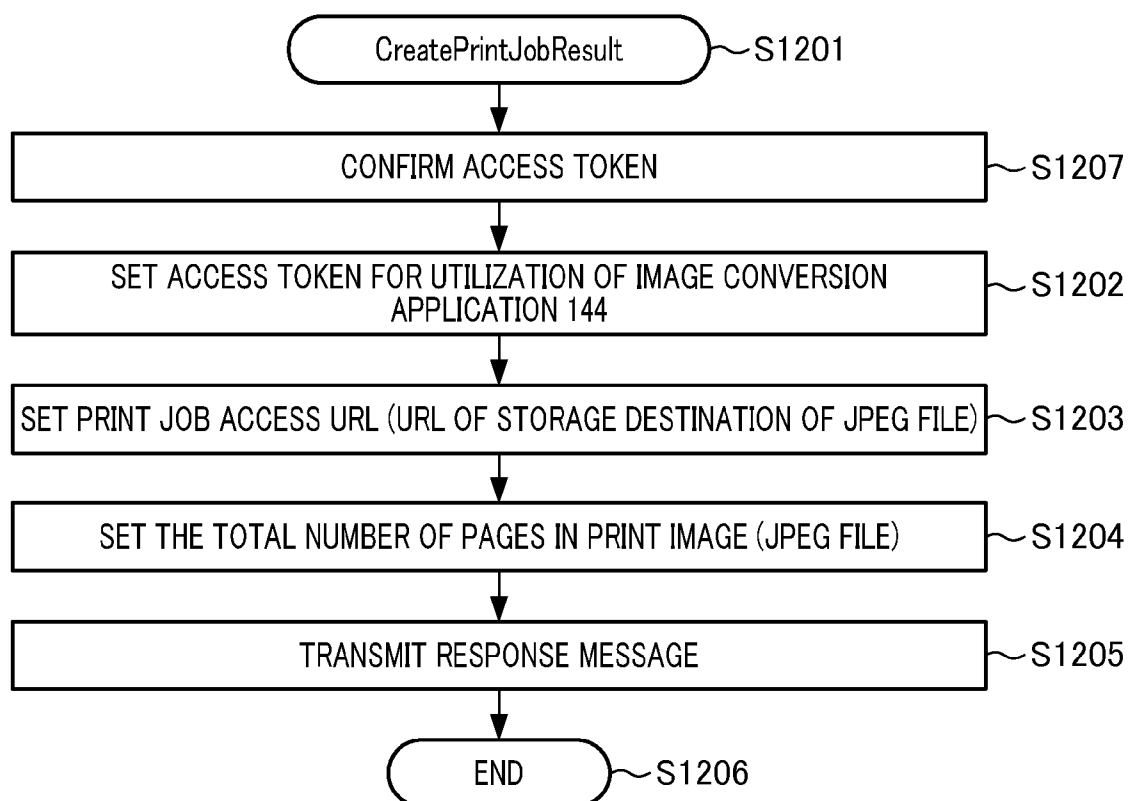 CreatePrintJobResult S1201
CONFIRM ACCESS TOKEN S1207
SET ACCESS TOKEN FOR UTILIZATION OF IMAGE CONVERSION
APPLICATION 144 S1202
SET PRINT JOB ACCESS URL (URL OF STORAGE DESTINATION OF JPEG FILE) S1203
SET THE TOTAL NUMBER OF PAGES IN PRINT IMAGE (JPEG FILE) S1204
TRANSMIT RESPONSE MESSAGE S1205
END S1206